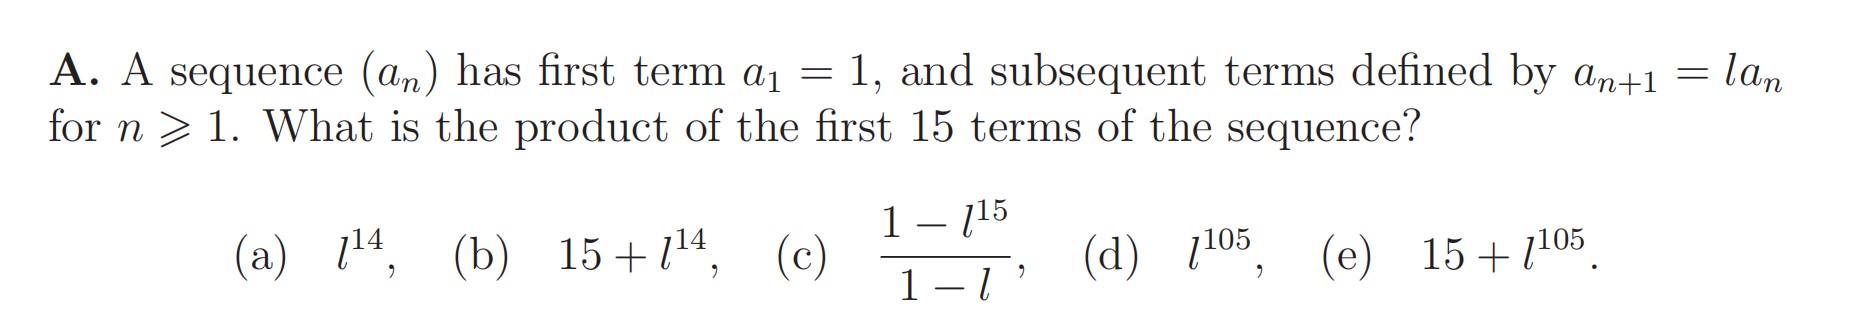 A. A sequence (aₙ) has first term a₁ = 1, and subsequent terms defined by aₙ₊₁ = laₙ
for n ⩾ 1. What is the product of the first 15 terms of the sequence?
(a) l¹⁴, (b) 15 + l¹⁴, (c) \frac{1 − l¹⁵}{1 − l}, (d) l¹⁰⁵, (e) 15 + l¹⁰⁵.